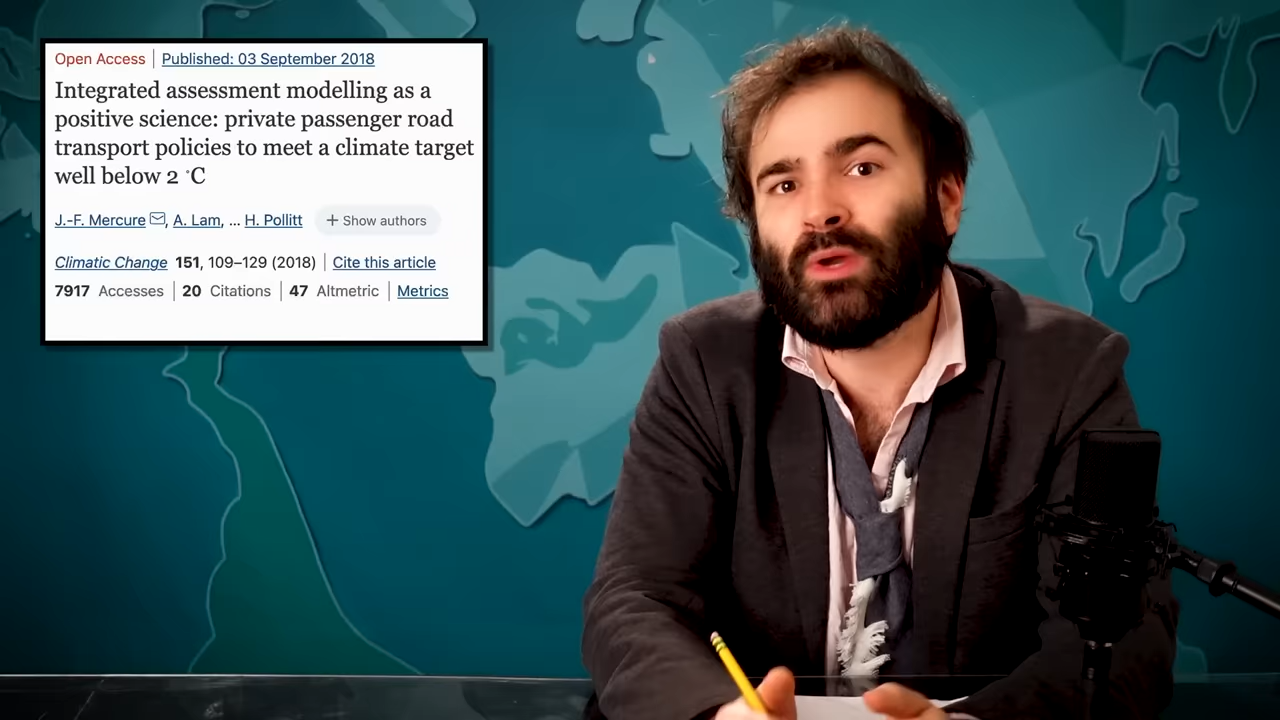 Open Access | Published: 03 September 2018
Integrated assessment modelling as a
positive science: private passenger road
transport policies to meet a climate target
well below 2 °C
J.-F. Mercure, A. Lam, ... H. Pollitt + Show authors
Climatic Change 151, 109–129 (2018) | Cite this article
7917 Accesses | 20 Citations | 47 Altmetric | Metrics